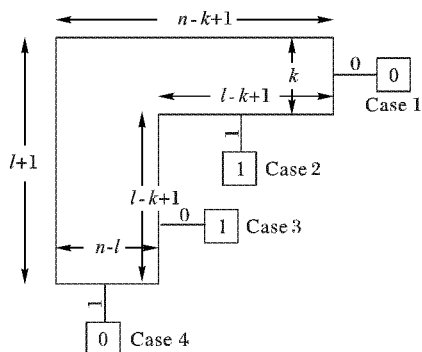 n-k+1
0
0
k
l-k+1
Case 1
1
l+1
1
Case 2
l-k+1
0
1
Case 3
n-l
1
0
Case 4